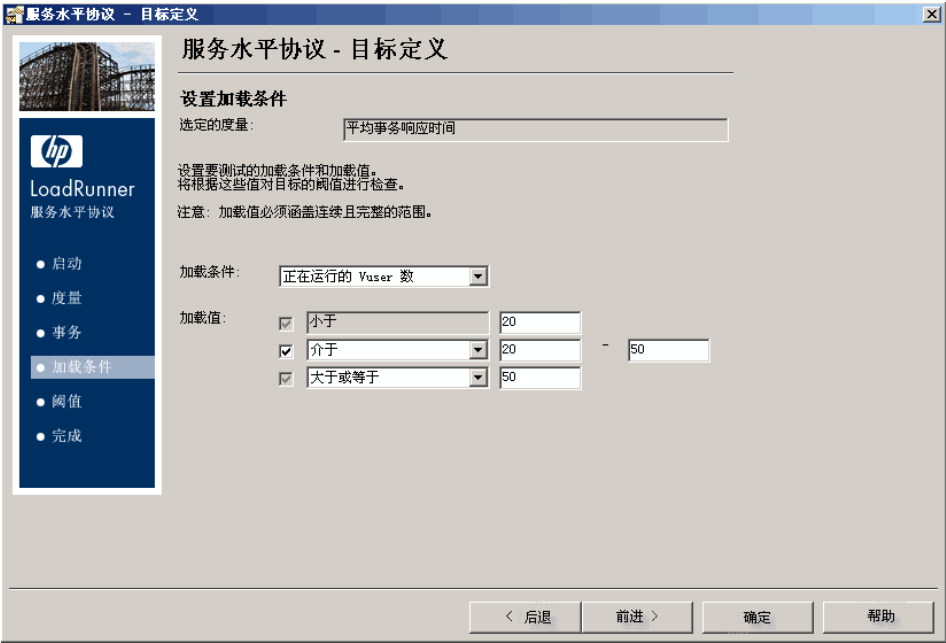 服务水平协议 - 目标定义
服务水平协议 - 目标定义
设置加载条件
选定的度量: 平均事务响应时间
设置要测试的加载条件和加载值。
将根据这些值对目标的阈值进行检查。
注意: 加载值必须涵盖连续且完整的范围。
hp
LoadRunner
服务水平协议
启动
度量
事务
加载条件
阈值
完成
加载条件: 正在运行的 Vuser 数
加载值: 小于 20
介于 20 - 50
大于或等于 50
< 后退 前进 > 确定 帮助